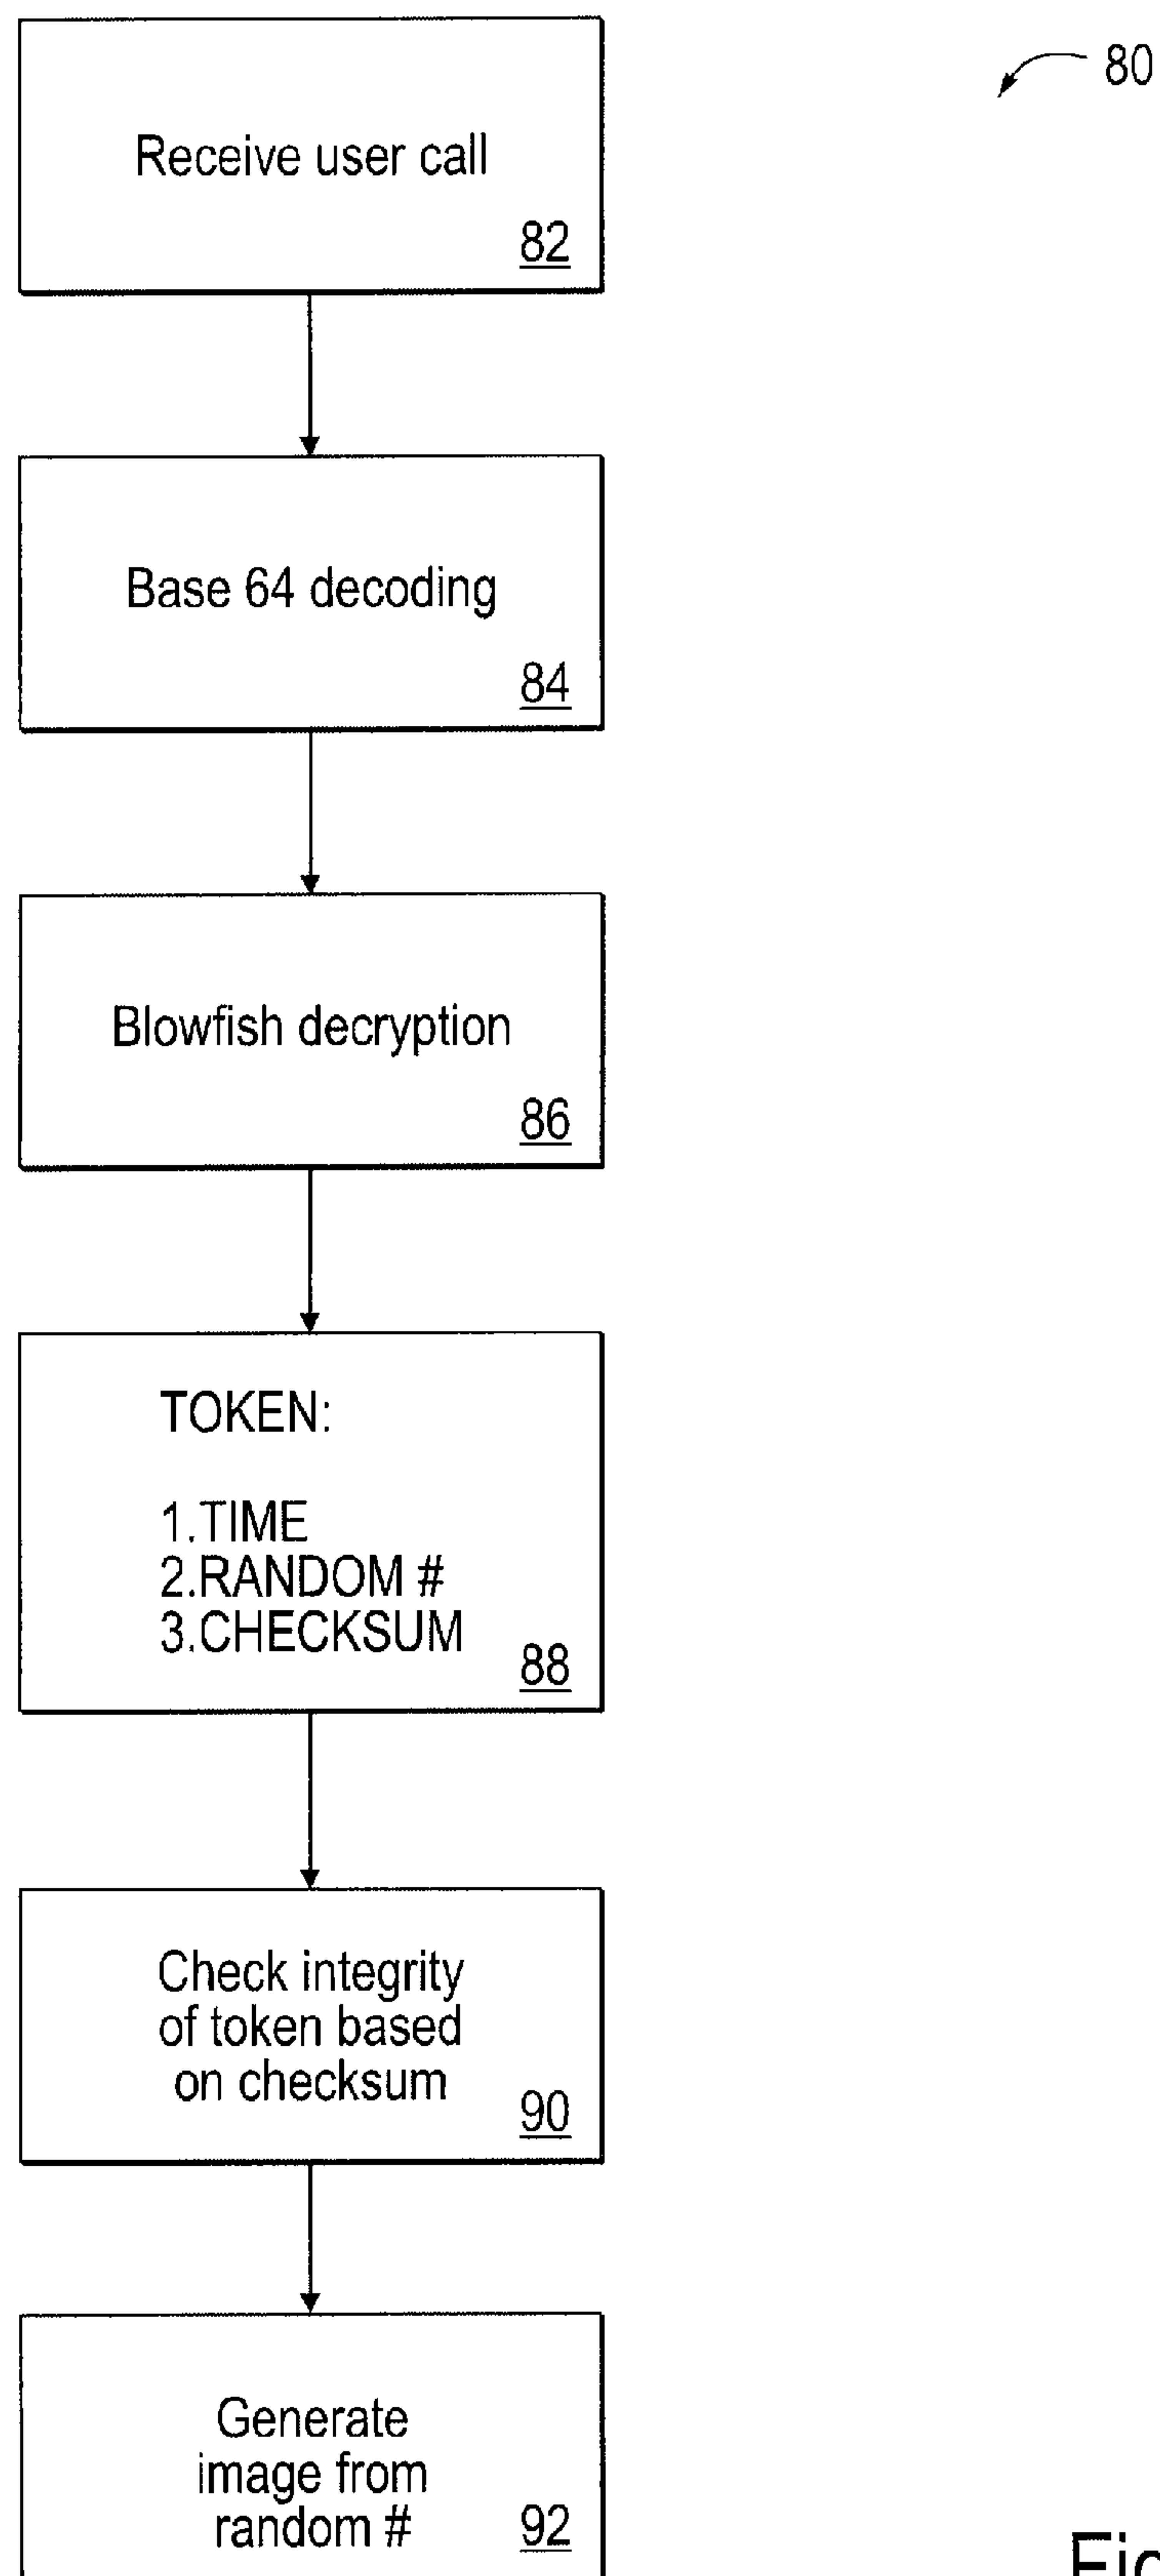 80
Receive user call
82
Base 64 decoding
84
Blowfish decryption
86
TOKEN:
1.TIME
2.RANDOM #
3.CHECKSUM
88
Check integrity
of token based
on checksum
90
Generate
image from
random #
92